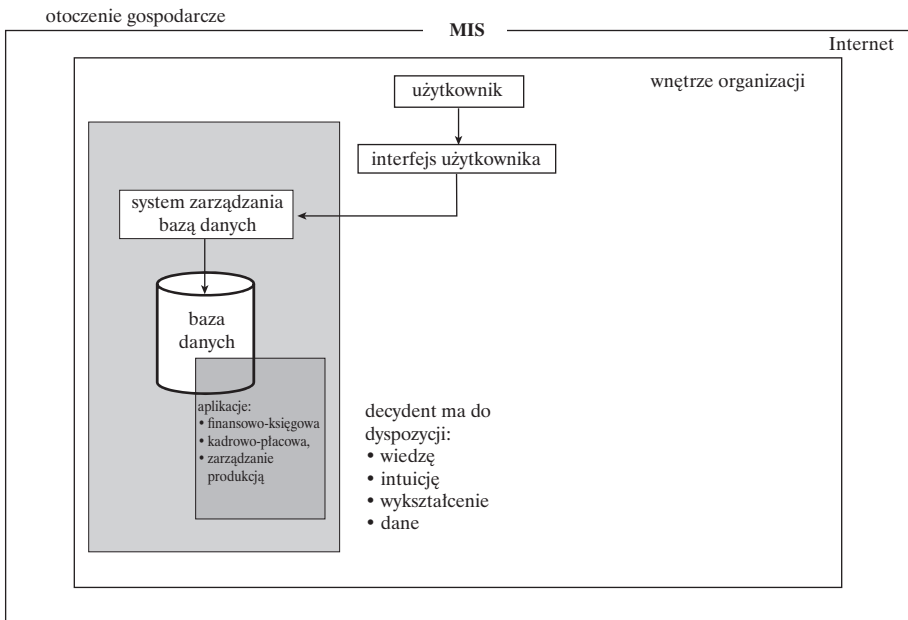 otoczenie gospodarcze
MIS
Internet
wnętrze organizacji
użytkownik
interfejs użytkownika
system zarządzania
bazą danych
baza
danych
aplikacje:
• finansowo-księgowa
• kadrowo-płacowa,
• zarządzanie
produkcją
decydent ma do
dyspozycji:
• wiedzę
• intuicję
• wykształcenie
• dane